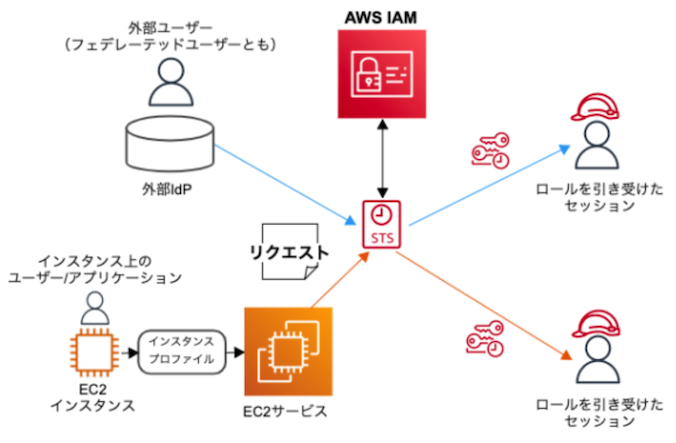 外部ユーザー
（フェデレーテッドユーザーとも）
AWS IAM
外部IdP
ロールを引き受けた
セッション
STS
リクエスト
インスタンス上の
ユーザー/アプリケーション
インスタンス
プロファイル
EC2
インスタンス
EC2サービス
ロールを引き受けた
セッション